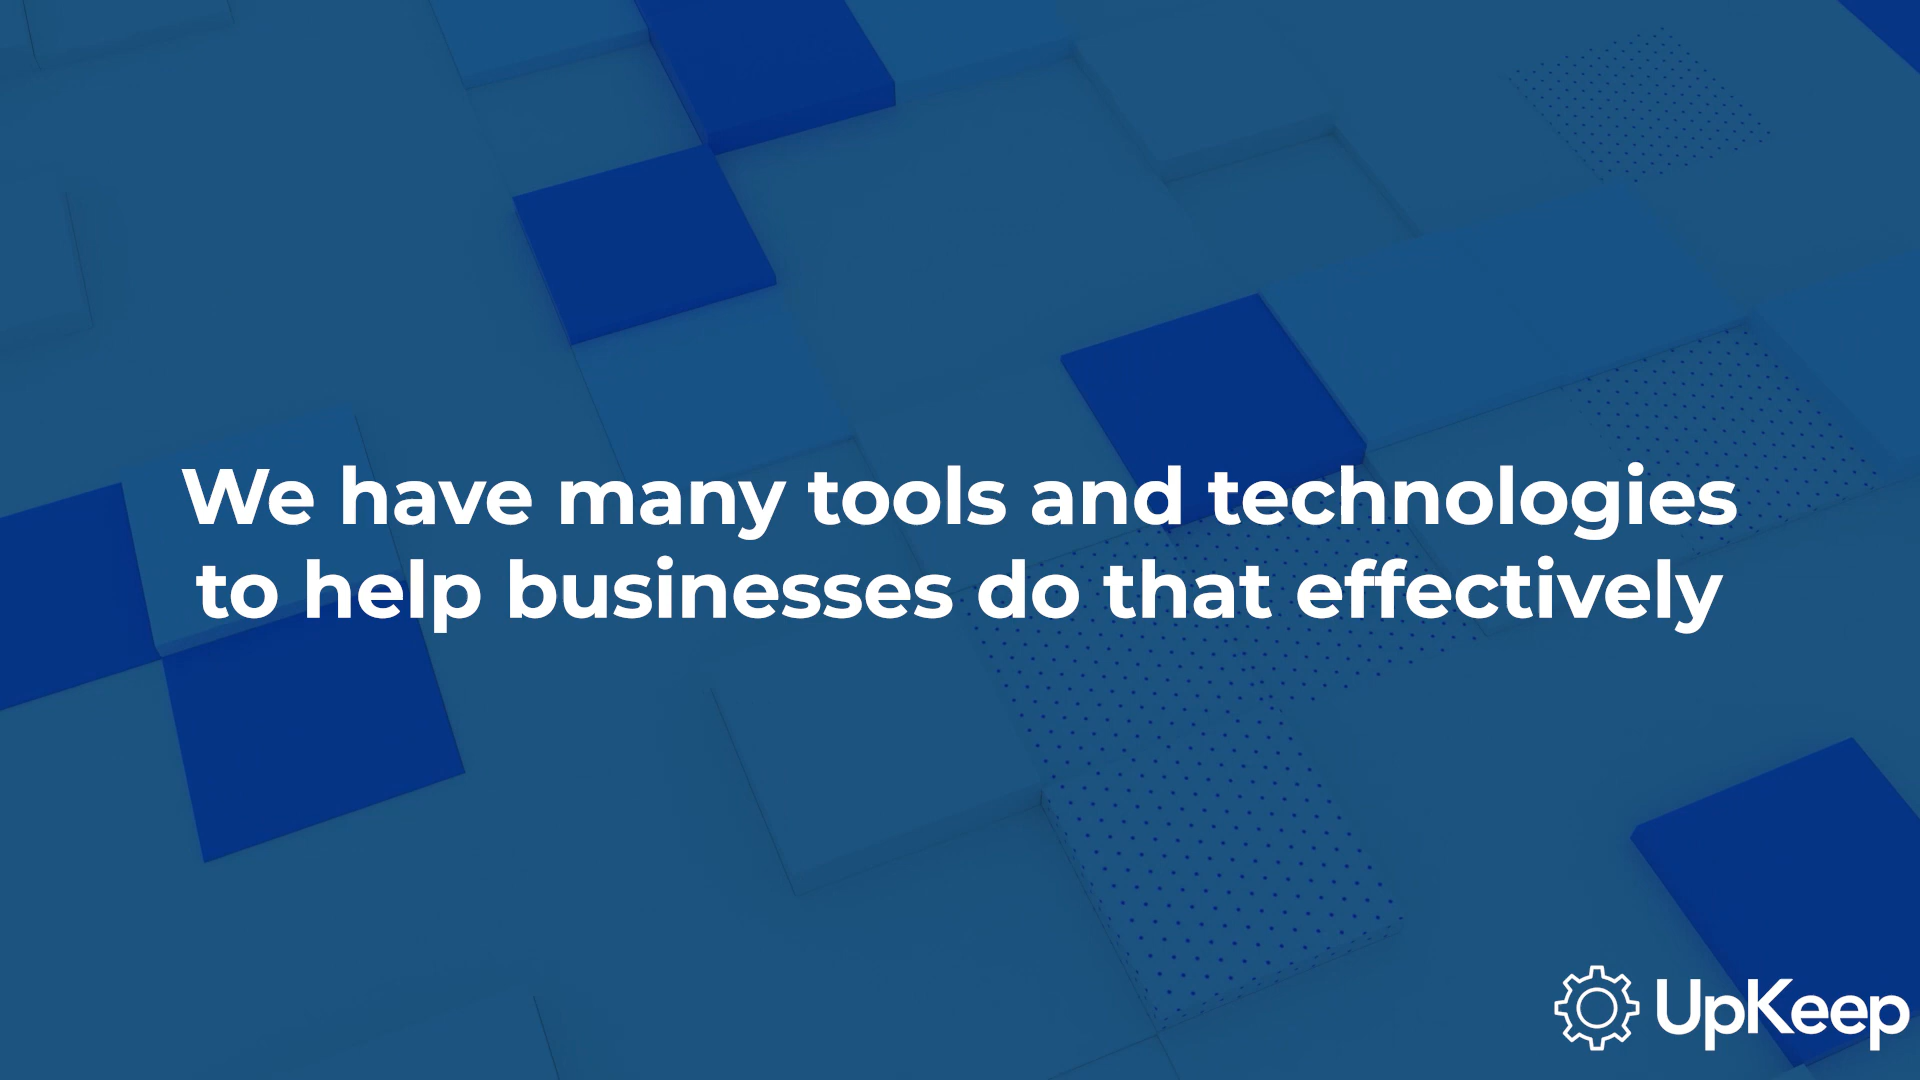 We have many tools and technologies
to help businesses do that effectively
UpKeep